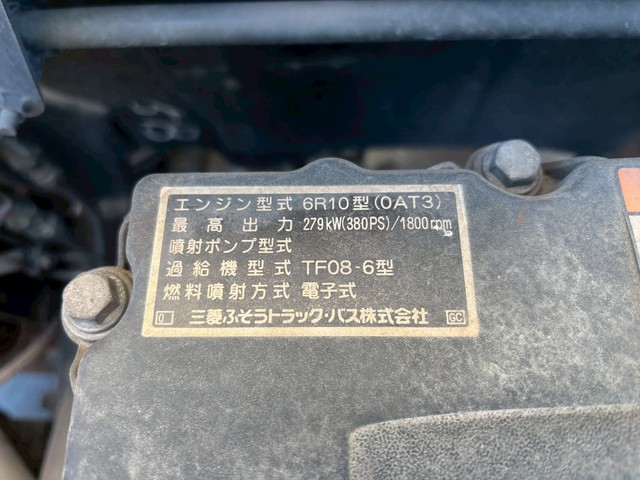 エンジン型式 6R10型(0AT3)
最高出力 279kW(380PS)/1800rpm
噴射ポンプ型式
過給機型式 TF08-6型
燃料噴射方式 電子式
0 三菱ふそうトラック・バス株式会社 GC